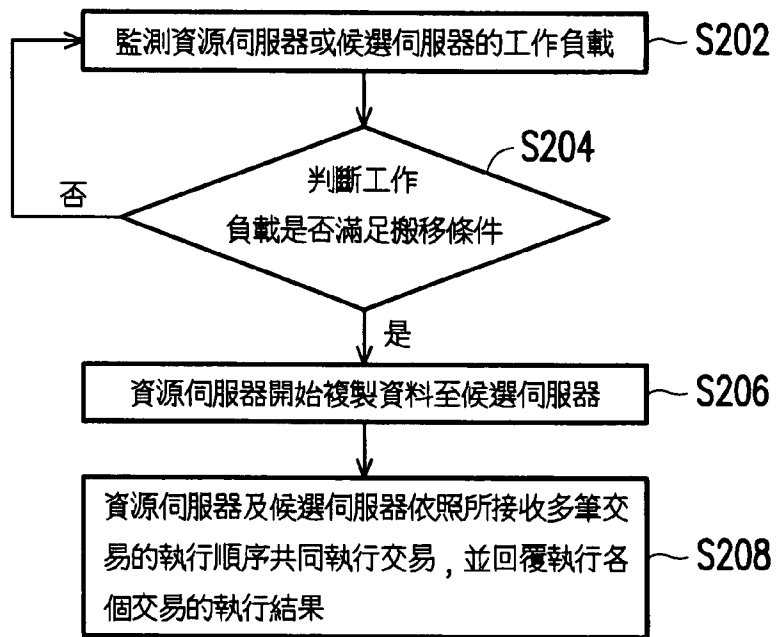 監測資源伺服器或候選伺服器的工作負載
S202
S204
判斷工作
負載是否滿足搬移條件
否
是
資源伺服器開始複製資料至候選伺服器
S206
資源伺服器及候選伺服器依照所接收多筆交
易的執行順序共同執行交易，並回覆執行各
個交易的執行結果
S208